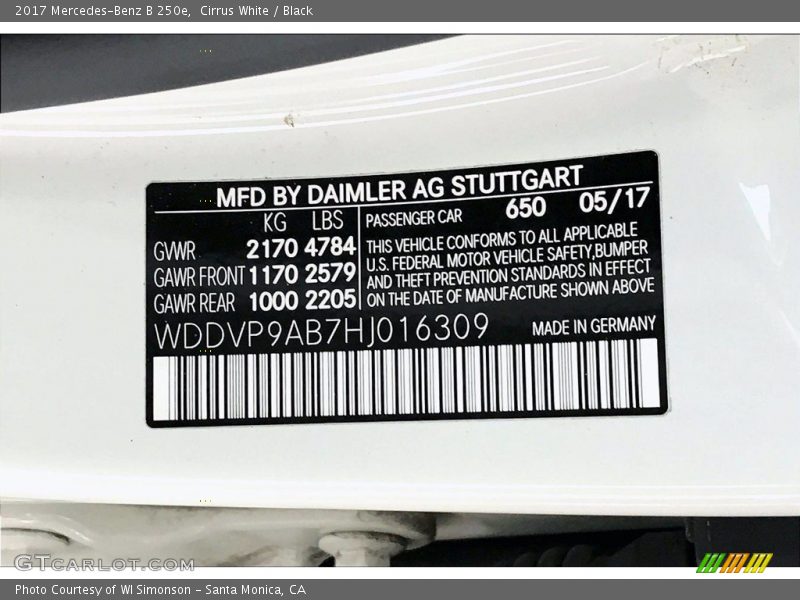 2017 Mercedes-Benz B 250e,  Cirrus White / Black
MFD BY DAIMLER AG STUTTGART
KG LBS PASSENGER CAR 650 05/17
GWR 2170 4784
GAWR FRONT 1170 2579
GAWR REAR 1000 2205
THIS VEHICLE CONFORMS TO ALL APPLICABLE
U.S. FEDERAL MOTOR VEHICLE SAFETY,BUMPER
AND THEFT PREVENTION STANDARDS IN EFFECT
ON THE DATE OF MANUFACTURE SHOWN ABOVE
WDDVP9AB7HJ016309 MADE IN GERMANY
GTCARLOT.COM
Photo Courtesy of WI Simonson - Santa Monica, CA